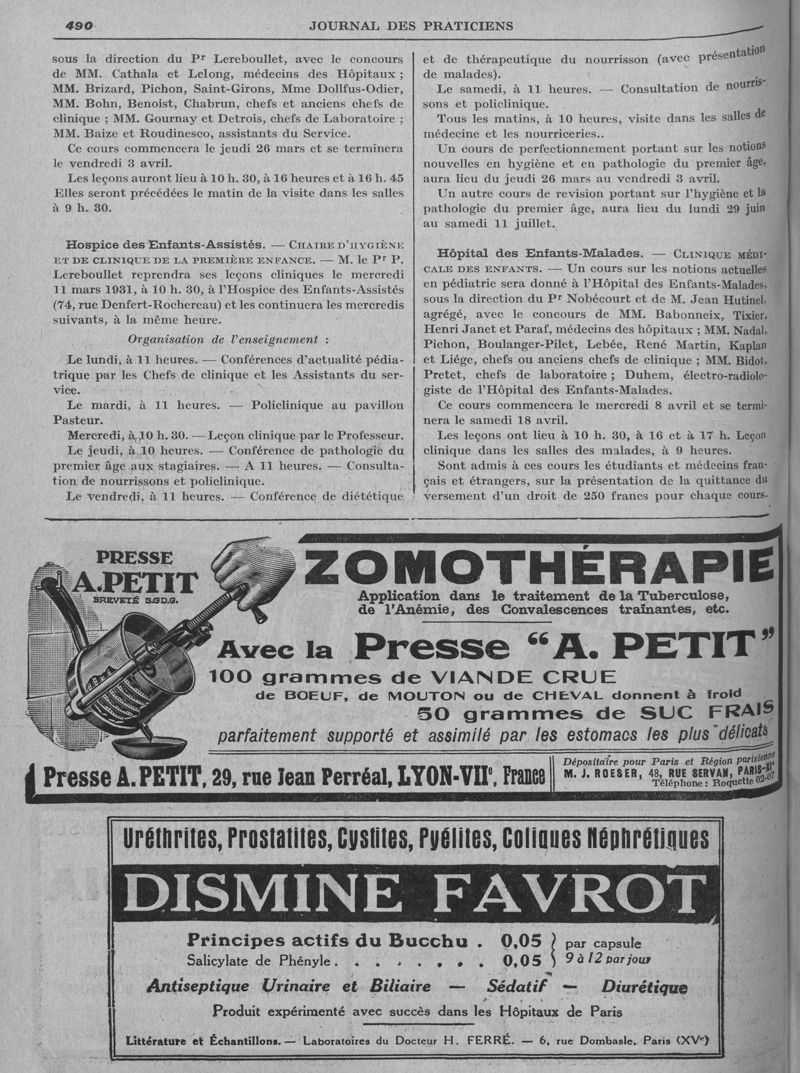 490
JOURNAL DES PRATICIENS
sous la direction du Pr Lereboullet, avec le concours
de MM. Cathala et Lelong, médecins des Hôpitaux ;
MM. Brizard, Pichon, Saint-Girons, Mme Dollfus-Odier,
MM. Bohn, Benoist, Chabrun, chefs et anciens chefs de
clinique ; MM. Gournay et Detrois, chefs de Laboratoire ;
MM. Baize et Roudinesco, assistants du Service.
Ce cours commencera le jeudi 26 mars et se terminera
le vendredi 3 avril.
Les leçons auront lieu à 10 h. 30, à 16 heures et à 16 h. 45
Elles seront précédées le matin de la visite dans les salles
à 9 h. 30.
Hospice des Enfants-Assistés. — CHAIRE D'HYGIÈNE
ET DE CLINIQUE DE LA PREMIÈRE ENFANCE. — M. le Pr P.
Lereboullet reprendra ses leçons cliniques le mercredi
11 mars 1931, à 10 h. 30, à l'Hospice des Enfants-Assistés
(74, rue Denfert-Rochereau) et les continuera les mercredis
suivants, à la même heure.
Organisation de l'enseignement :
Le lundi, à 11 heures. — Conférences d'actualité pédia-
trique par les Chefs de clinique et les Assistants du ser-
vice.
Le mardi, à 11 heures. — Policlinique au pavillon
Pasteur.
Mercredi, à 10 h. 30. — Leçon clinique par le Professeur.
Le jeudi, à 10 heures. — Conférence de pathologie du
premier âge aux stagiaires. — A 11 heures. — Consulta-
tion de nourrissons et policlinique.
Le vendredi, à 11 heures. — Conférence de diététique
et de thérapeutique du nourrisson (avec présentation
de malades).
Le samedi, à 11 heures. — Consultation de nourris-
sons et policlinique.
Tous les matins, à 10 heures, visite dans les salles de
médecine et les nourriceries..
Un cours de perfectionnement portant sur les notions
nouvelles en hygiène et en pathologie du premier âge,
aura lieu du jeudi 26 mars au vendredi 3 avril.
Un autre cours de revision portant sur l'hygiène et la
pathologie du premier âge, aura lieu du lundi 29 juin
au samedi 11 juillet.
Hôpital des Enfants-Malades. — CLINIQUE MÉDI-
CALE DES ENFANTS. — Un cours sur les notions actuelles
en pédiatrie sera donné à l'Hôpital des Enfants-Malades,
sous la direction du Pr Nobécourt et de M. Jean Hutinel,
agrégé, avec le concours de MM. Babonneix, Tixier,
Henri Janet et Paraf, médecins des hôpitaux ; MM. Nadal,
Pichon, Boulanger-Pilet, Lebée, René Martin, Kaplan
et Liége, chefs ou anciens chefs de clinique ; MM. Bidot,
Pretet, chefs de laboratoire ; Duhem, électro-radiolo-
giste de l'Hôpital des Enfants-Malades.
Ce cours commencera le mercredi 8 avril et se termi-
nera le samedi 18 avril.
Les leçons ont lieu à 10 h. 30, à 16 et à 17 h. Leçon
clinique dans les salles des malades, à 9 heures.
Sont admis à ces cours les étudiants et médecins fran-
çais et étrangers, sur la présentation de la quittance du
versement d'un droit de 250 francs pour chaque cours.
PRESSE
A.PETIT
BREVETÉ S.G.D.G.
ZOMOTHÉRAPIE
Application dans le traitement de la Tuberculose,
de l'Anémie, des Convalescences traînantes, etc.
Avec la Presse "A. PETIT"
100 grammes de VIANDE CRUE
de BOEUF, de MOUTON ou de CHEVAL donnent à froid
50 grammes de SUC FRAIS
parfaitement supporté et assimilé par les estomacs les plus délicats
Presse A.PETIT, 29, rue Jean Perréal, LYON-VIIe, France
Dépositaire pour Paris et Région parisienne
M. J. ROESER, 48, RUE SERVAN, PARIS-XIe
Téléphone : Roquette 02-07
Uréthrites, Prostatites, Cystites, Pyélites, Coliques Néphrétiques
DISMINE FAVROT
Principes actifs du Bucchu . 0,05 } par capsule
Salicylate de Phényle. . . . . . . . 0,05 } 9 à 12 par jour
Antiseptique Urinaire et Biliaire — Sédatif — Diurétique
Produit expérimenté avec succès dans les Hôpitaux de Paris
Littérature et Échantillons. — Laboratoires du Docteur H. FERRÉ. — 6, rue Dombasle, Paris (XVe)